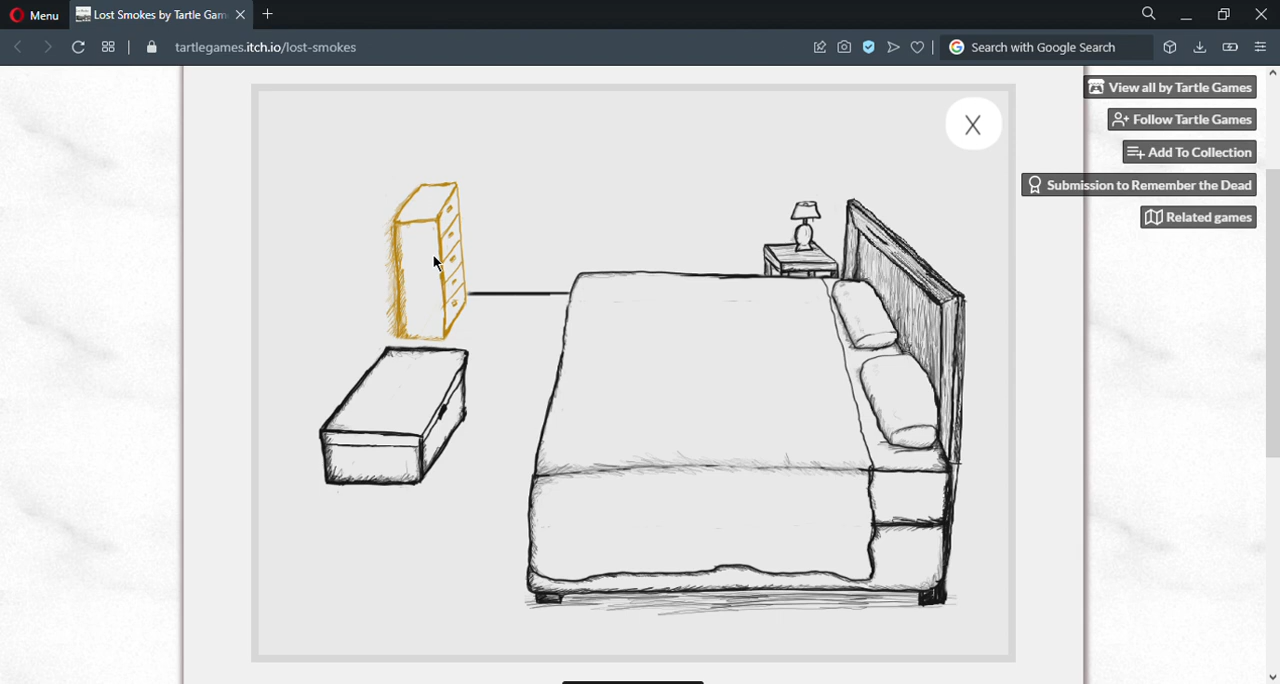 Menu
Lost Smokes by Tartle Gam
tartlegames.itch.io/lost-smokes
Search with Google Search
View all by Tartle Games
Follow Tartle Games
Add To Collection
Submission to Remember the Dead
Related games
X